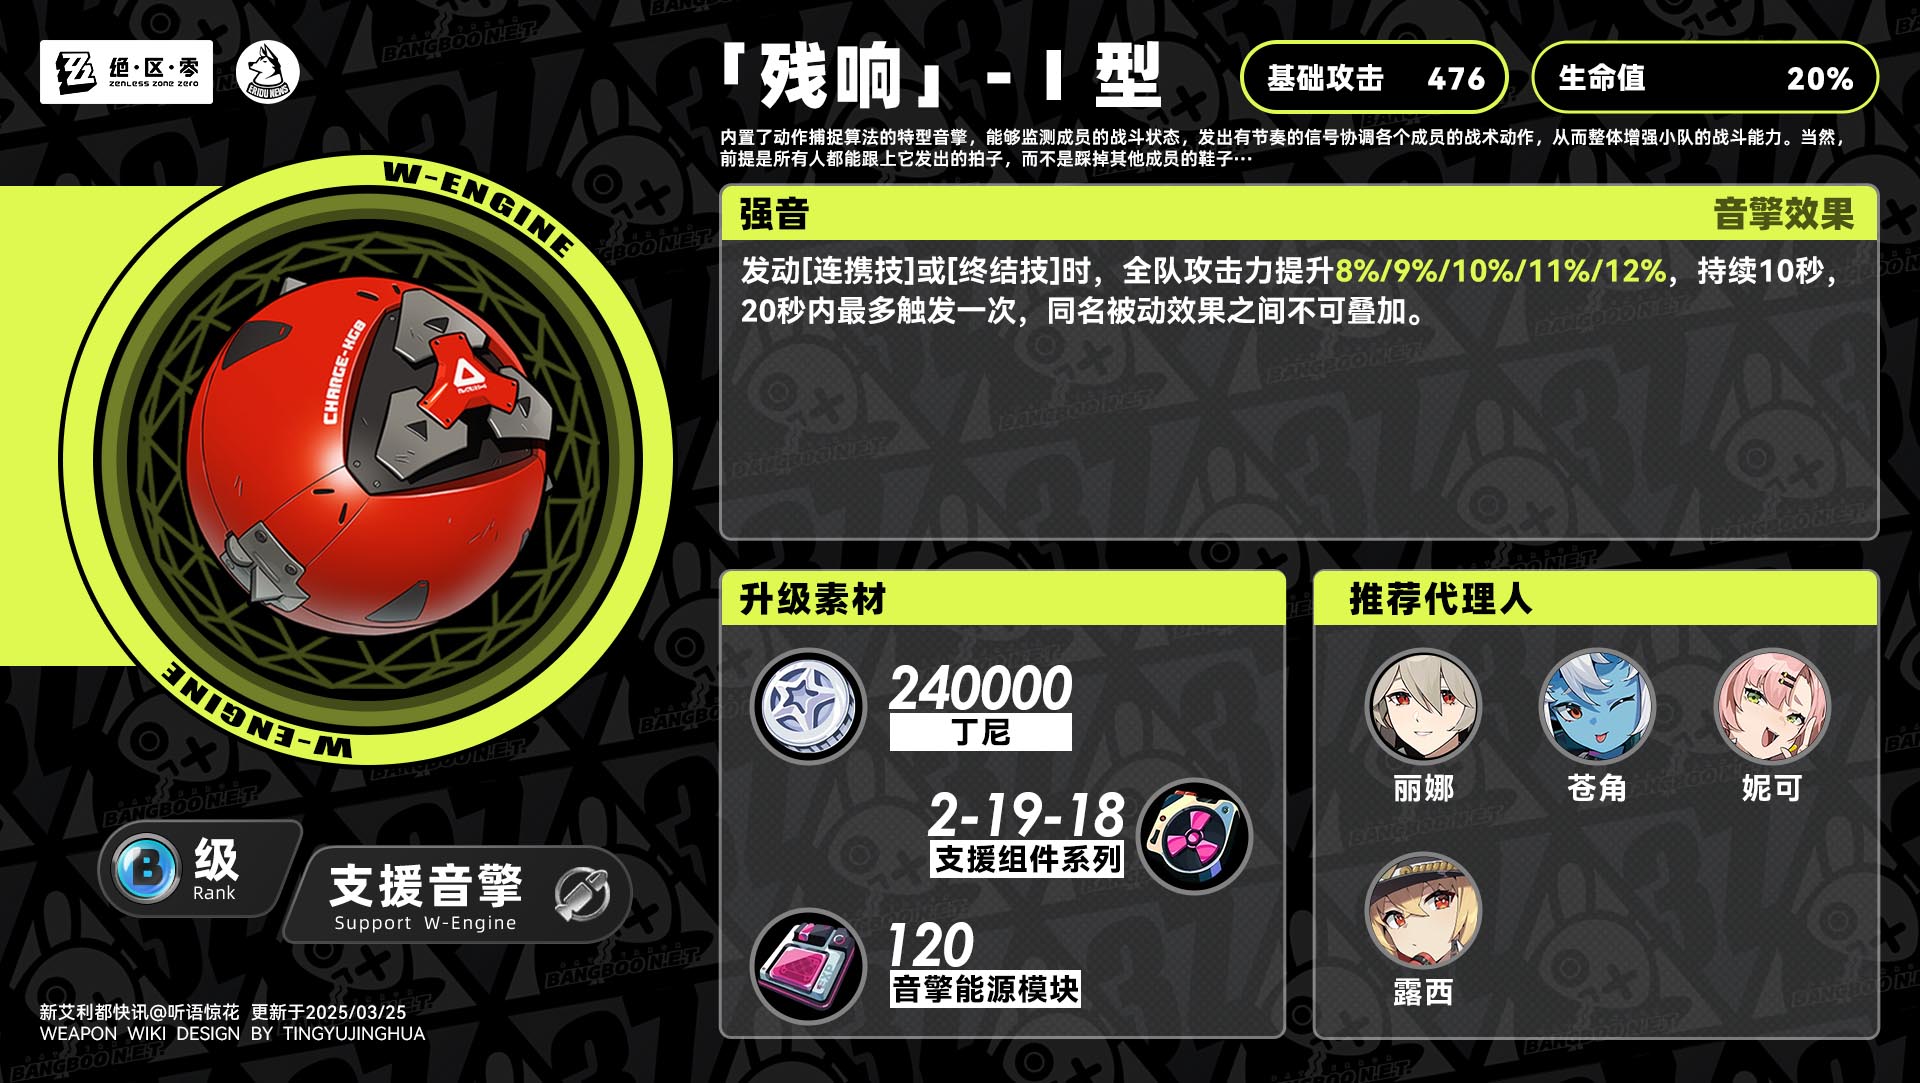 绝·区·零
ZENLESS ZONE ZERO
ERIDU NEWS
「残响」-Ⅰ型
基础攻击 476
生命值 20%
内置了动作捕捉算法的特型音擎，能够监测成员的战斗状态，发出有节奏的信号协调各个成员的战术动作，从而整体增强小队的战斗能力。当然，
前提是所有人都能跟上它发出的拍子，而不是踩掉其他成员的鞋子…
W-ENGINE
CHARGE-XG8
W-ENGINE
强音
音擎效果
发动[连携技]或[终结技]时，全队攻击力提升8%/9%/10%/11%/12%，持续10秒，
20秒内最多触发一次，同名被动效果之间不可叠加。
升级素材
240000
丁尼
2-19-18
支援组件系列
120
音擎能源模块
推荐代理人
丽娜
苍角
妮可
露西
B
级
Rank
支援音擎
Support W-Engine
新艾利都快讯@听语惊花 更新于2025/03/25
WEAPON WIKI DESIGN BY TINGYUJINGHUA
BANGBOO N.E.T.